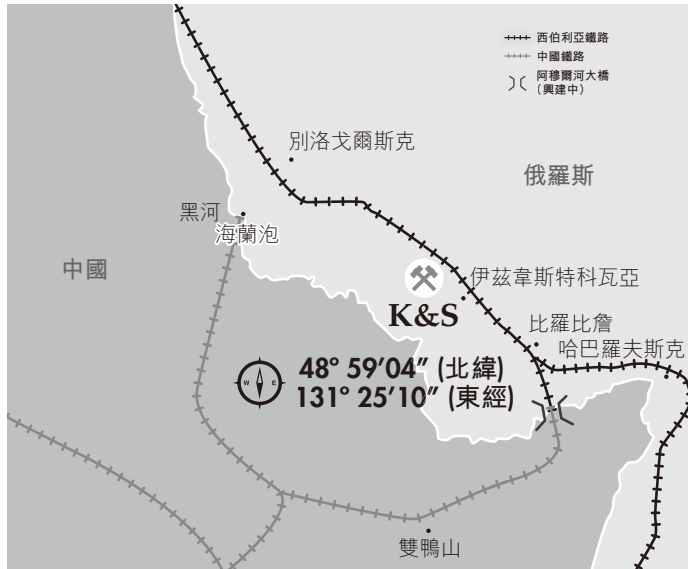 西伯利亞鐵路
中國鐵路
阿穆爾河大橋
(興建中)
別洛戈爾斯克
俄羅斯
黑河
海蘭泡
中國
伊茲韋斯特科瓦亞
K&S
比羅比詹
哈巴羅夫斯克
48° 59′04″ (北緯)
W E
131° 25′10″ (東經)
雙鴨山